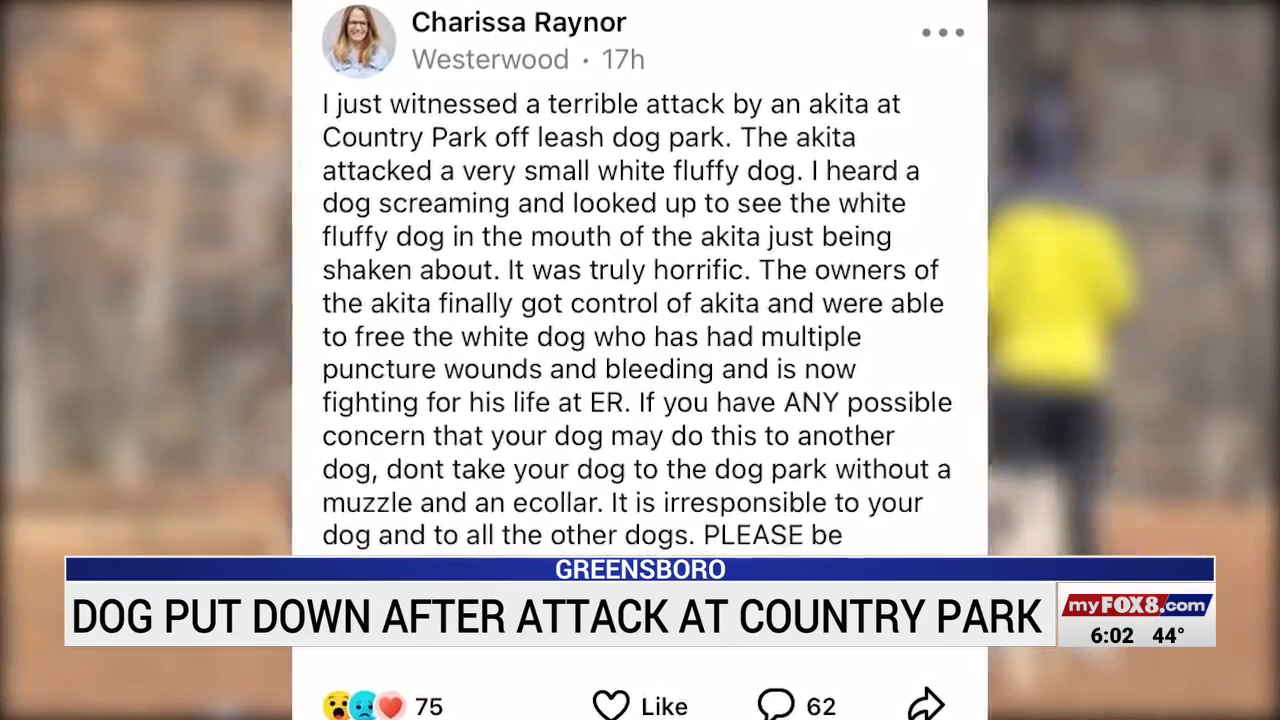 Charissa Raynor
Westerwood • 17h
I just witnessed a terrible attack by an akita at
Country Park off leash dog park. The akita
attacked a very small white fluffy dog. I heard a
dog screaming and looked up to see the white
fluffy dog in the mouth of the akita just being
shaken about. It was truly horrific. The owners of
the akita finally got control of akita and were able
to free the white dog who has had multiple
puncture wounds and bleeding and is now
fighting for his life at ER. If you have ANY possible
concern that your dog may do this to another
dog, dont take your dog to the dog park without a
muzzle and an ecollar. It is irresponsible to your
dog and to all the other dogs. PLEASE be
GREENSBORO
DOG PUT DOWN AFTER ATTACK AT COUNTRY PARK
myFOX8.com
6:02 44°
75 Like 62